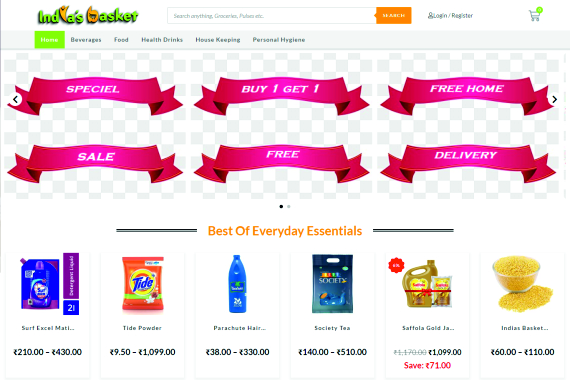 India's Basket
Search anything, Groceries, Pulses etc.
SEARCH
Login / Register
0
Home
Beverages
Food
Health Drinks
House Keeping
Personal Hygiene
SPECIEL
BUY 1 GET 1
FREE HOME
SALE
FREE
DELIVERY
Best Of Everyday Essentials
Detergent Liquid
2l
Tide
SOCIETY
6%
Saffola
Surf Excel Mati...
Tide Powder
Parachute Hair...
Society Tea
Saffola Gold Ja...
Indias Basket...
₹210.00 – ₹430.00
₹9.50 – ₹1,099.00
₹38.00 – ₹330.00
₹140.00 – ₹510.00
₹1,170.00 ₹1,099.00
Save: ₹71.00
₹60.00 – ₹110.00